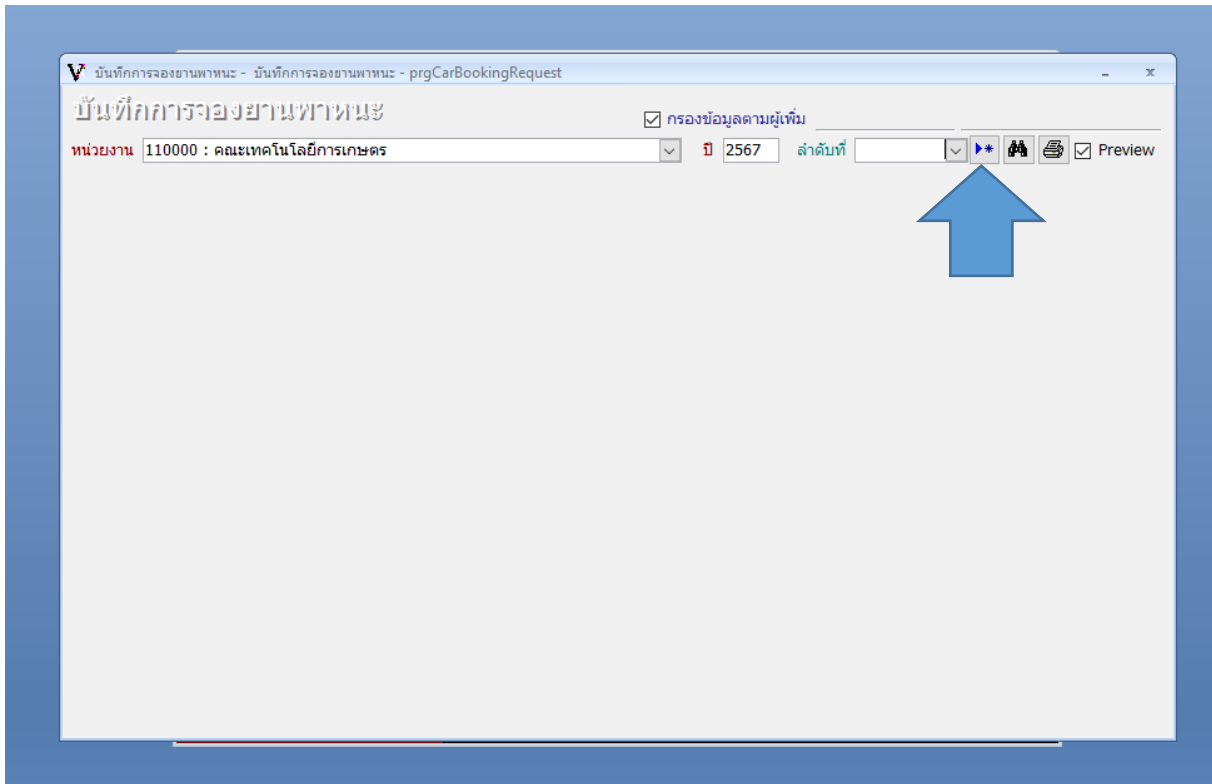 บันทึกการจองยานพาหนะ - บันทึกการจองยานพาหนะ - prgCarBookingRequest
บันทึกการจองยานพาหนะ
กรองข้อมูลตามผู้เพิ่ม
หน่วยงาน 110000 : คณะเทคโนโลยีการเกษตร ปี 2567 ลำดับที่ Preview